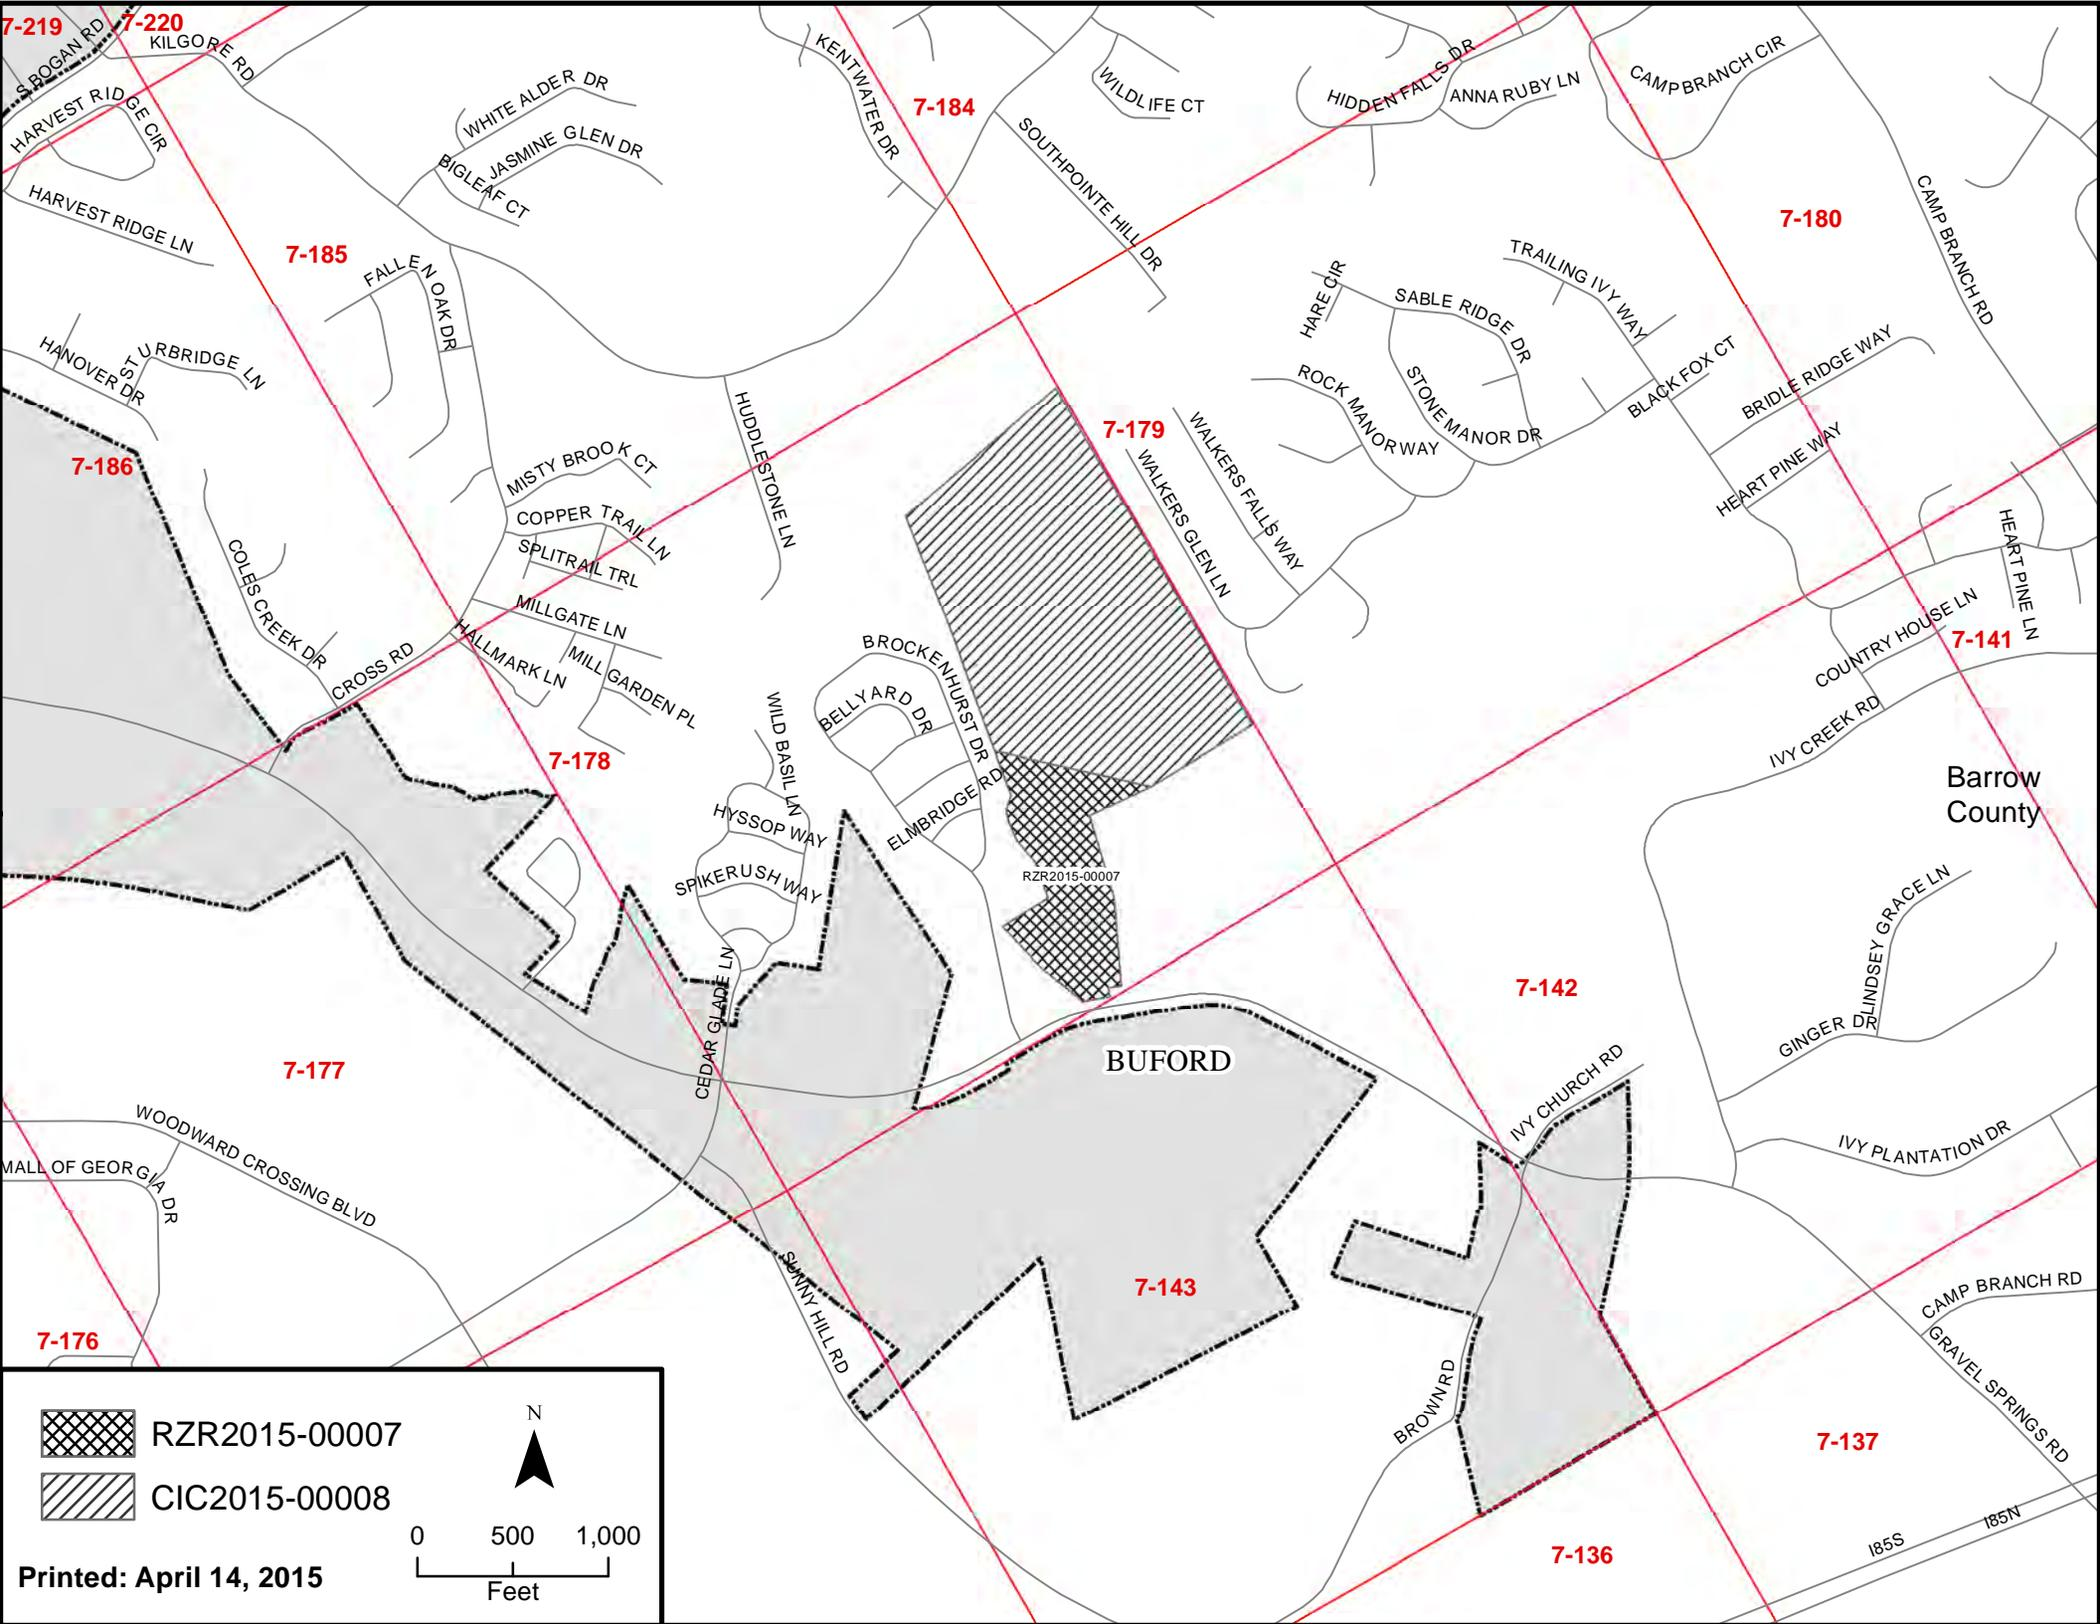 7-219
7-220
S BOGAN RD
KILGORE RD
HARVEST RIDGE CIR
HARVEST RIDGE LN
WHITE ALDER DR
JASMINE GLEN DR
BIGLEAF CT
KENTWATER DR
7-184
WILDLIFE CT
SOUTHPOINTE HILL DR
HIDDEN FALLS DR
ANNA RUBY LN
CAMP BRANCH CIR
CAMP BRANCH RD
7-180
7-185
FALLEN OAK DR
HANOVER DR
STURBRIDGE LN
HARE CIR
SABLE RIDGE DR
TRAILING IVY WAY
ROCK MANOR WAY
STONE MANOR DR
BLACK FOX CT
BRIDLE RIDGE WAY
HEART PINE WAY
7-186
MISTY BROOK CT
COPPER TRAIL LN
SPLITRAIL TRL
HUDDLESTONE LN
7-179
WALKERS FALLS WAY
WALKERS GLEN LN
HEART PINE LN
COLES CREEK DR
CROSS RD
MILLGATE LN
HALLMARK LN
MILL GARDEN PL
BROCKENHURST DR
BELLYARD DR
WILD BASIL LN
COUNTRY HOUSE LN
7-141
IVY CREEK RD
7-178
ELMBRIDGE RD
HYSSOP WAY
SPIKERUSH WAY
RZR2015-00007
Barrow
County
CEDAR GLADE LN
7-142
LINDSEY GRACE LN
GINGER DR
BUFORD
7-177
IVY CHURCH RD
IVY PLANTATION DR
WOODWARD CROSSING BLVD
MALL OF GEORGIA DR
SUNNY HILL RD
7-143
CAMP BRANCH RD
GRAVEL SPRINGS RD
7-176
BROWN RD
7-137
7-136
I85S
I85N
RZR2015-00007
CIC2015-00008
N
0 500 1,000
Feet
Printed: April 14, 2015